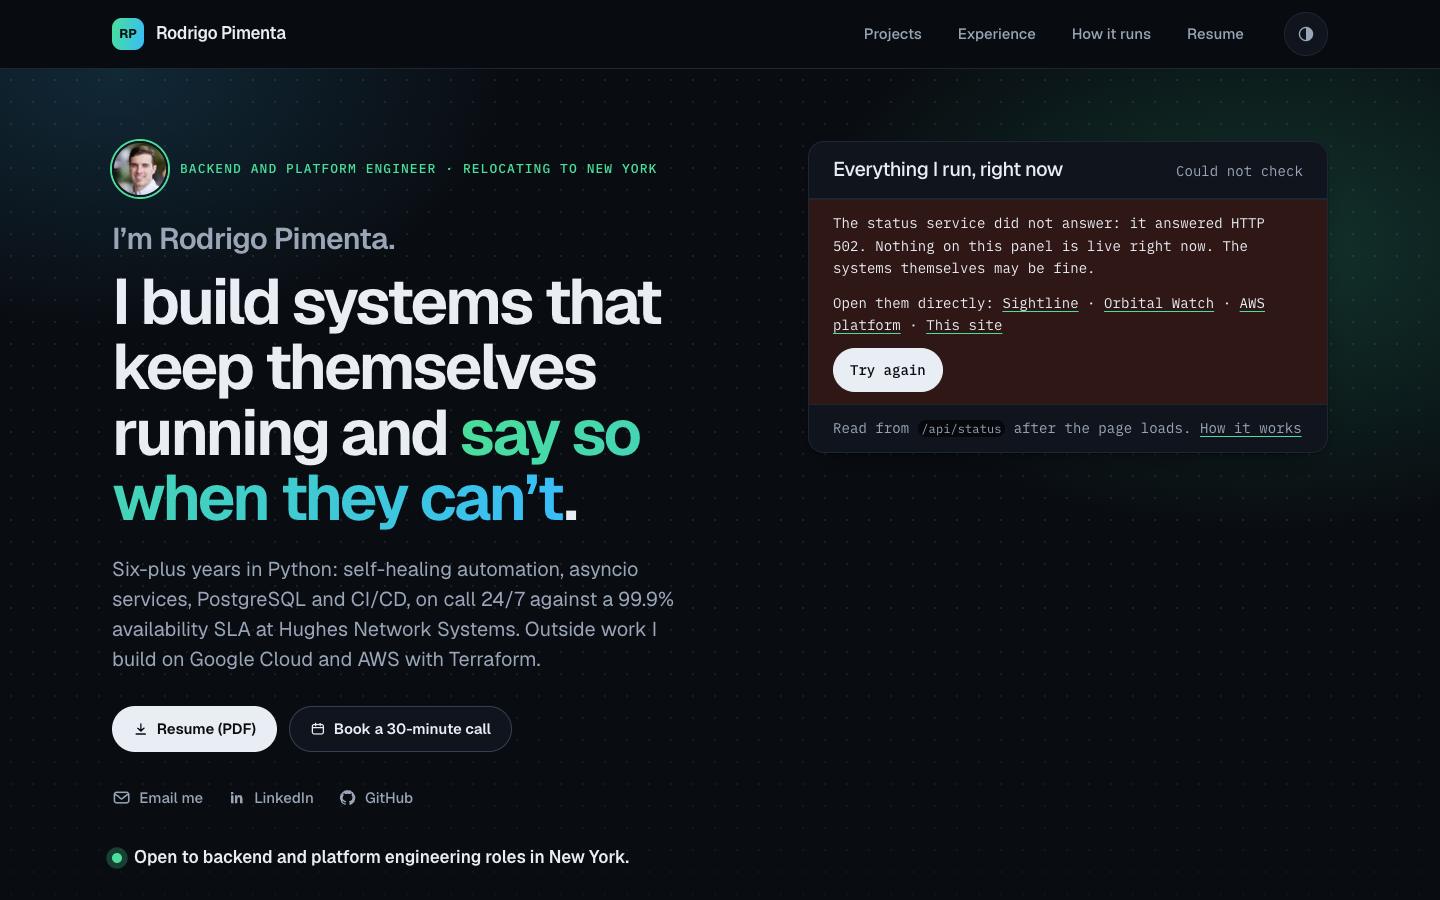 RP
Rodrigo Pimenta
Projects
Experience
How it runs
Resume
BACKEND AND PLATFORM ENGINEER · RELOCATING TO NEW YORK
I’m Rodrigo Pimenta.
I build systems that
keep themselves
running and say so
when they can’t.
Six-plus years in Python: self-healing automation, asyncio
services, PostgreSQL and CI/CD, on call 24/7 against a 99.9%
availability SLA at Hughes Network Systems. Outside work I
build on Google Cloud and AWS with Terraform.
Resume (PDF)
Book a 30-minute call
Email me
LinkedIn
GitHub
Open to backend and platform engineering roles in New York.
Everything I run, right now
Could not check
The status service did not answer: it answered HTTP
502. Nothing on this panel is live right now. The
systems themselves may be fine.
Open them directly: Sightline · Orbital Watch · AWS
platform · This site
Try again
Read from /api/status after the page loads. How it works